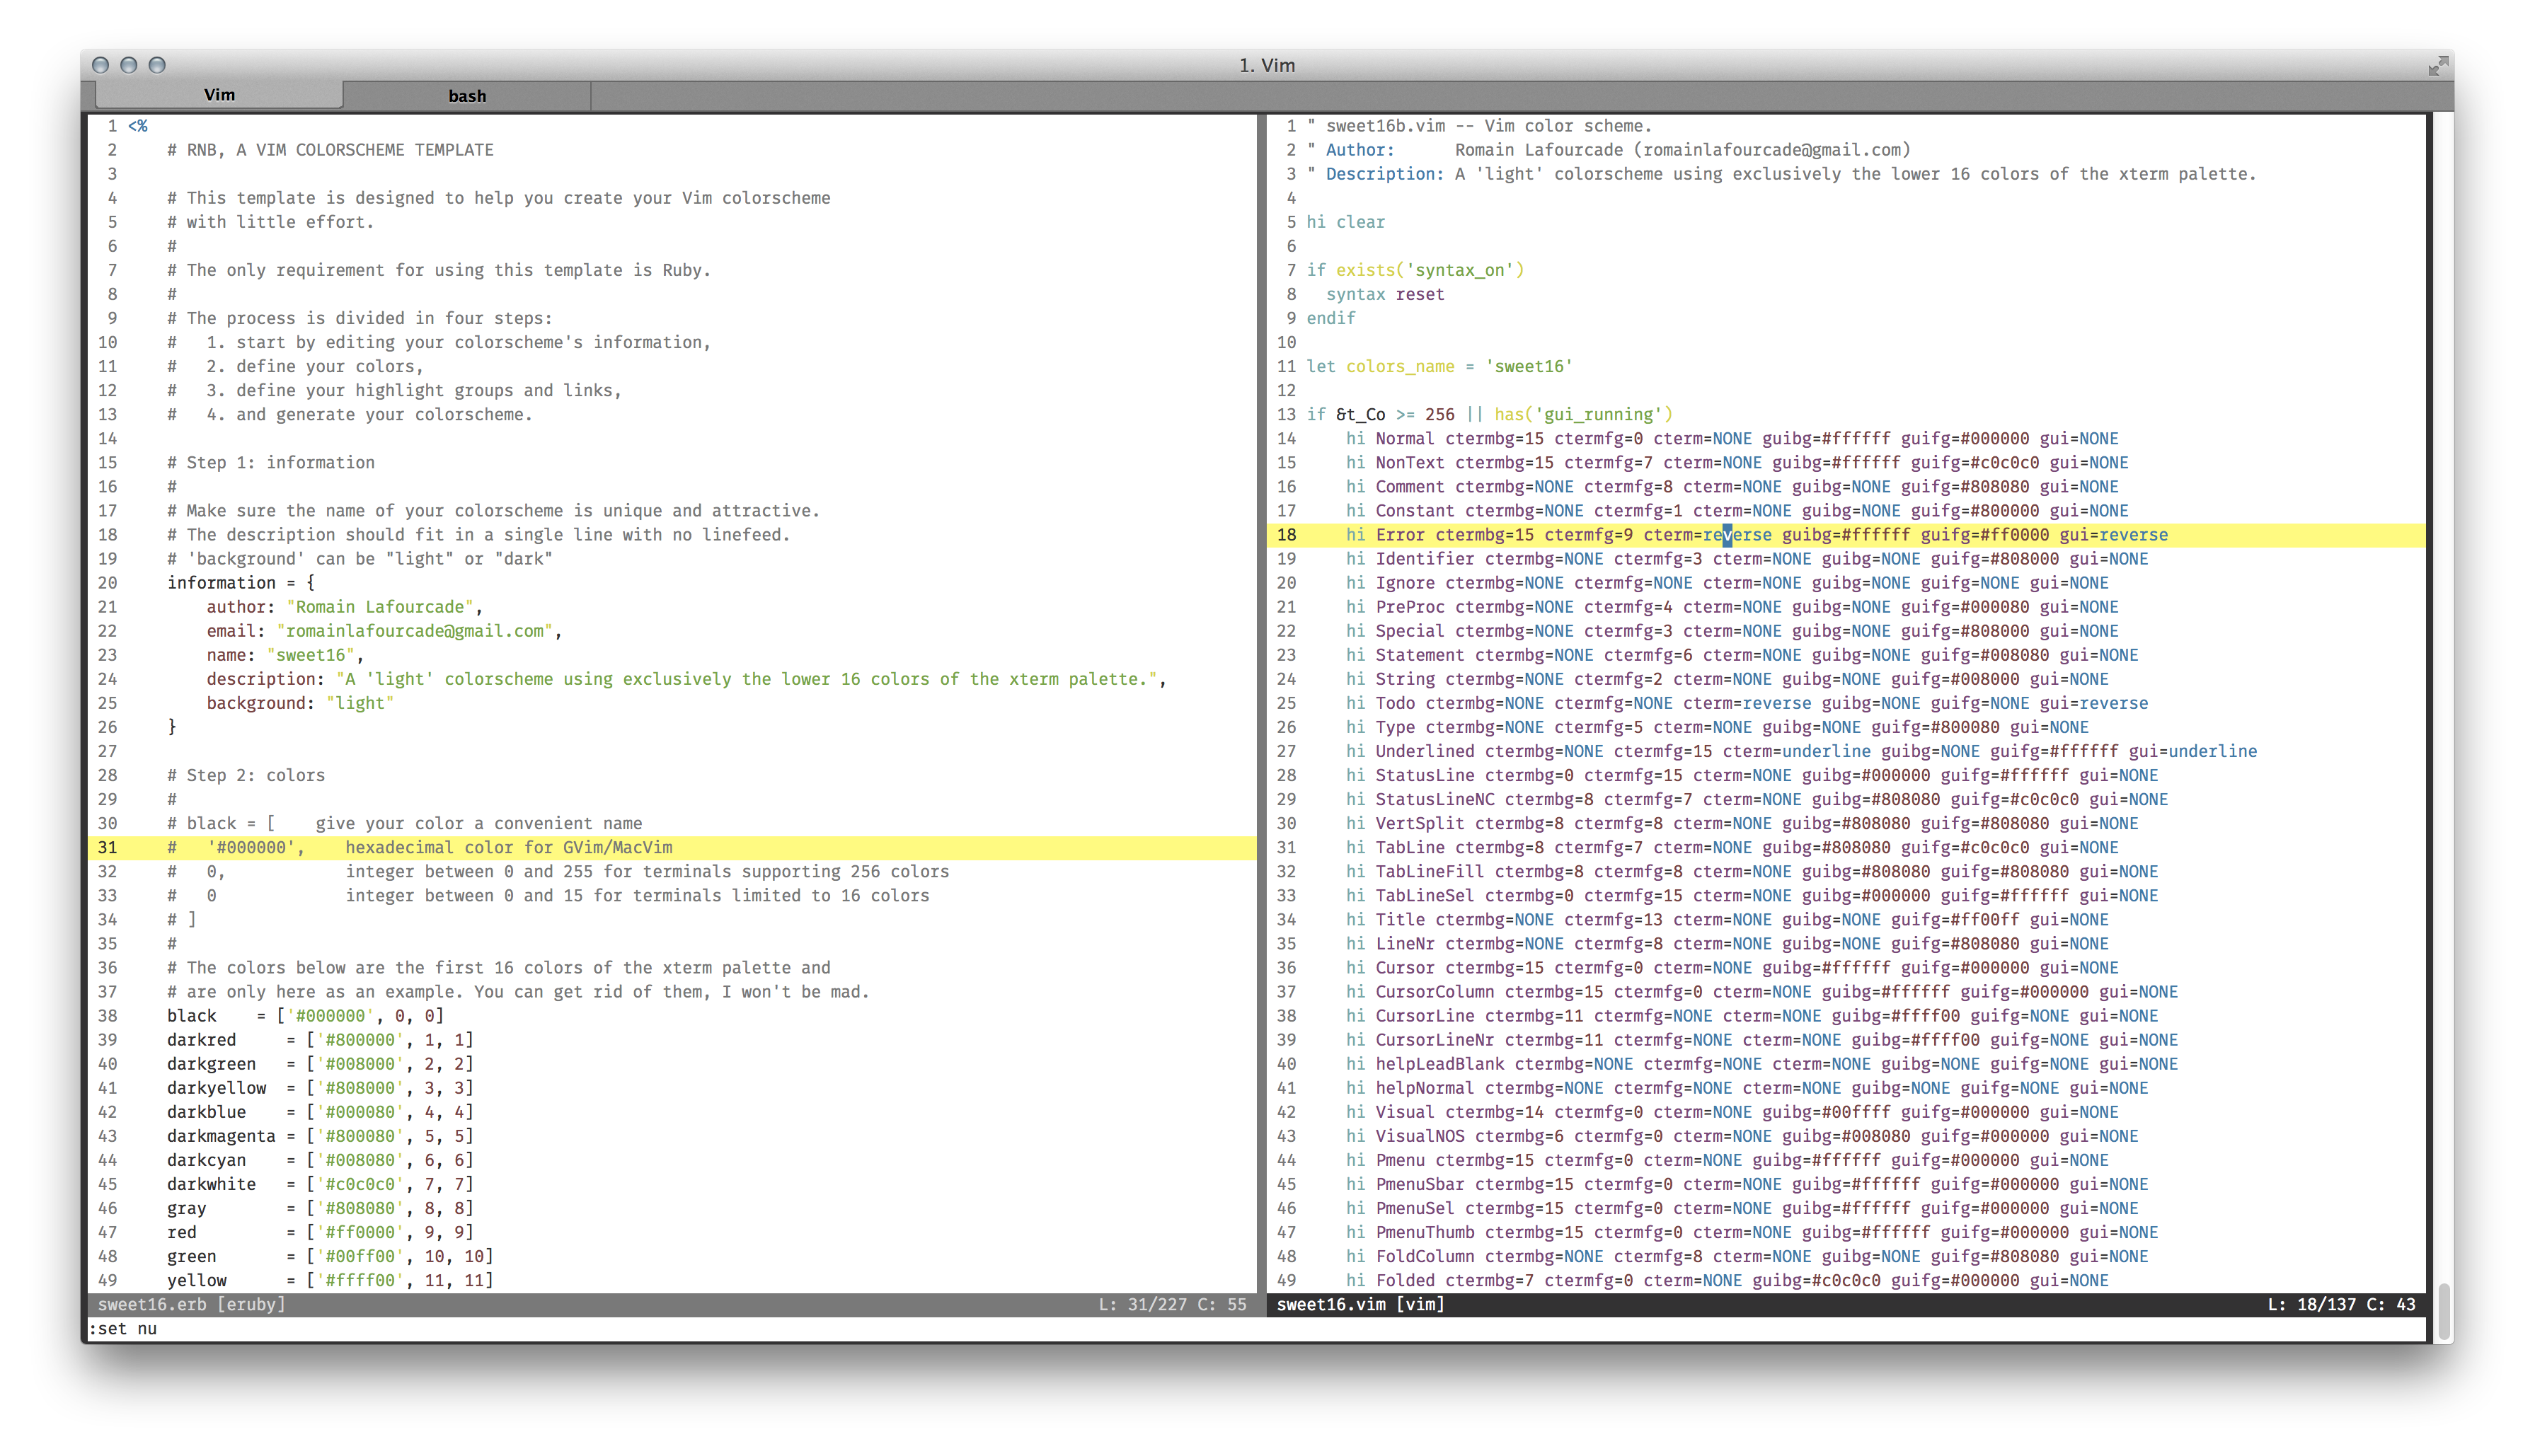 1. Vim
Vim
bash
1 <%
2     # RNB, A VIM COLORSCHEME TEMPLATE
3
4     # This template is designed to help you create your Vim colorscheme
5     # with little effort.
6     #
7     # The only requirement for using this template is Ruby.
8     #
9     # The process is divided in four steps:
10     #   1. start by editing your colorscheme's information,
11     #   2. define your colors,
12     #   3. define your highlight groups and links,
13     #   4. and generate your colorscheme.
14
15     # Step 1: information
16     #
17     # Make sure the name of your colorscheme is unique and attractive.
18     # The description should fit in a single line with no linefeed.
19     # 'background' can be "light" or "dark"
20     information = {
21         author: "Romain Lafourcade",
22         email: "romainlafourcade@gmail.com",
23         name: "sweet16",
24         description: "A 'light' colorscheme using exclusively the lower 16 colors of the xterm palette.",
25         background: "light"
26     }
27
28     # Step 2: colors
29     #
30     # black = [    give your color a convenient name
31     #   '#000000',    hexadecimal color for GVim/MacVim
32     #   0,            integer between 0 and 255 for terminals supporting 256 colors
33     #   0             integer between 0 and 15 for terminals limited to 16 colors
34     # ]
35     #
36     # The colors below are the first 16 colors of the xterm palette and
37     # are only here as an example. You can get rid of them, I won't be mad.
38     black    = ['#000000', 0, 0]
39     darkred     = ['#800000', 1, 1]
40     darkgreen   = ['#008000', 2, 2]
41     darkyellow  = ['#808000', 3, 3]
42     darkblue    = ['#000080', 4, 4]
43     darkmagenta = ['#800080', 5, 5]
44     darkcyan    = ['#008080', 6, 6]
45     darkwhite   = ['#c0c0c0', 7, 7]
46     gray        = ['#808080', 8, 8]
47     red         = ['#ff0000', 9, 9]
48     green       = ['#00ff00', 10, 10]
49     yellow      = ['#ffff00', 11, 11]
sweet16.erb [eruby] L: 31/227 C: 55
1 " sweet16b.vim -- Vim color scheme.
2 " Author:      Romain Lafourcade (romainlafourcade@gmail.com)
3 " Description: A 'light' colorscheme using exclusively the lower 16 colors of the xterm palette.
4
5 hi clear
6
7 if exists('syntax_on')
8   syntax reset
9 endif
10
11 let colors_name = 'sweet16'
12
13 if &t_Co >= 256 || has('gui_running')
14     hi Normal ctermbg=15 ctermfg=0 cterm=NONE guibg=#ffffff guifg=#000000 gui=NONE
15     hi NonText ctermbg=15 ctermfg=7 cterm=NONE guibg=#ffffff guifg=#c0c0c0 gui=NONE
16     hi Comment ctermbg=NONE ctermfg=8 cterm=NONE guibg=NONE guifg=#808080 gui=NONE
17     hi Constant ctermbg=NONE ctermfg=1 cterm=NONE guibg=NONE guifg=#800000 gui=NONE
18     hi Error ctermbg=15 ctermfg=9 cterm=reverse guibg=#ffffff guifg=#ff0000 gui=reverse
19     hi Identifier ctermbg=NONE ctermfg=3 cterm=NONE guibg=NONE guifg=#808000 gui=NONE
20     hi Ignore ctermbg=NONE ctermfg=NONE cterm=NONE guibg=NONE guifg=NONE gui=NONE
21     hi PreProc ctermbg=NONE ctermfg=4 cterm=NONE guibg=NONE guifg=#000080 gui=NONE
22     hi Special ctermbg=NONE ctermfg=3 cterm=NONE guibg=NONE guifg=#808000 gui=NONE
23     hi Statement ctermbg=NONE ctermfg=6 cterm=NONE guibg=NONE guifg=#008080 gui=NONE
24     hi String ctermbg=NONE ctermfg=2 cterm=NONE guibg=NONE guifg=#008000 gui=NONE
25     hi Todo ctermbg=NONE ctermfg=NONE cterm=reverse guibg=NONE guifg=NONE gui=reverse
26     hi Type ctermbg=NONE ctermfg=5 cterm=NONE guibg=NONE guifg=#800080 gui=NONE
27     hi Underlined ctermbg=NONE ctermfg=15 cterm=underline guibg=NONE guifg=#ffffff gui=underline
28     hi StatusLine ctermbg=0 ctermfg=15 cterm=NONE guibg=#000000 guifg=#ffffff gui=NONE
29     hi StatusLineNC ctermbg=8 ctermfg=7 cterm=NONE guibg=#808080 guifg=#c0c0c0 gui=NONE
30     hi VertSplit ctermbg=8 ctermfg=8 cterm=NONE guibg=#808080 guifg=#808080 gui=NONE
31     hi TabLine ctermbg=8 ctermfg=7 cterm=NONE guibg=#808080 guifg=#c0c0c0 gui=NONE
32     hi TabLineFill ctermbg=8 ctermfg=8 cterm=NONE guibg=#808080 guifg=#808080 gui=NONE
33     hi TabLineSel ctermbg=0 ctermfg=15 cterm=NONE guibg=#000000 guifg=#ffffff gui=NONE
34     hi Title ctermbg=NONE ctermfg=13 cterm=NONE guibg=NONE guifg=#ff00ff gui=NONE
35     hi LineNr ctermbg=NONE ctermfg=8 cterm=NONE guibg=NONE guifg=#808080 gui=NONE
36     hi Cursor ctermbg=15 ctermfg=0 cterm=NONE guibg=#ffffff guifg=#000000 gui=NONE
37     hi CursorColumn ctermbg=15 ctermfg=0 cterm=NONE guibg=#ffffff guifg=#000000 gui=NONE
38     hi CursorLine ctermbg=11 ctermfg=NONE cterm=NONE guibg=#ffff00 guifg=NONE gui=NONE
39     hi CursorLineNr ctermbg=11 ctermfg=NONE cterm=NONE guibg=#ffff00 guifg=NONE gui=NONE
40     hi helpLeadBlank ctermbg=NONE ctermfg=NONE cterm=NONE guibg=NONE guifg=NONE gui=NONE
41     hi helpNormal ctermbg=NONE ctermfg=NONE cterm=NONE guibg=NONE guifg=NONE gui=NONE
42     hi Visual ctermbg=14 ctermfg=0 cterm=NONE guibg=#00ffff guifg=#000000 gui=NONE
43     hi VisualNOS ctermbg=6 ctermfg=0 cterm=NONE guibg=#008080 guifg=#000000 gui=NONE
44     hi Pmenu ctermbg=15 ctermfg=0 cterm=NONE guibg=#ffffff guifg=#000000 gui=NONE
45     hi PmenuSbar ctermbg=15 ctermfg=0 cterm=NONE guibg=#ffffff guifg=#000000 gui=NONE
46     hi PmenuSel ctermbg=15 ctermfg=0 cterm=NONE guibg=#ffffff guifg=#000000 gui=NONE
47     hi PmenuThumb ctermbg=15 ctermfg=0 cterm=NONE guibg=#ffffff guifg=#000000 gui=NONE
48     hi FoldColumn ctermbg=NONE ctermfg=8 cterm=NONE guibg=NONE guifg=#808080 gui=NONE
49     hi Folded ctermbg=7 ctermfg=0 cterm=NONE guibg=#c0c0c0 guifg=#000000 gui=NONE
sweet16.vim [vim] L: 18/137 C: 43
:set nu